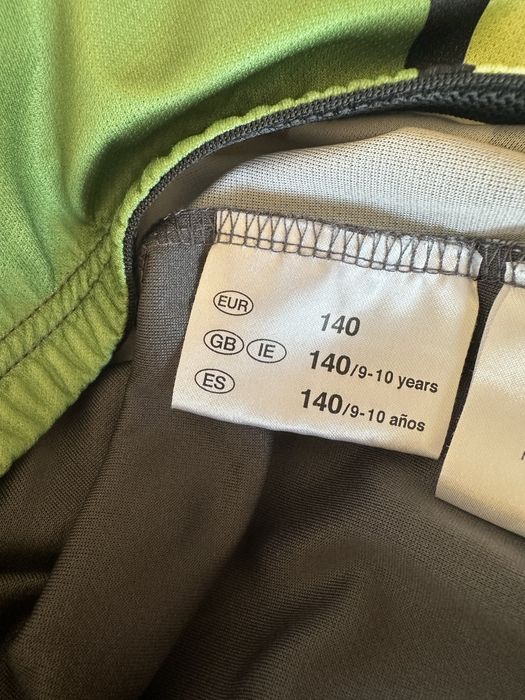 EUR 140
GB IE 140/9-10 years
ES 140/9-10 años